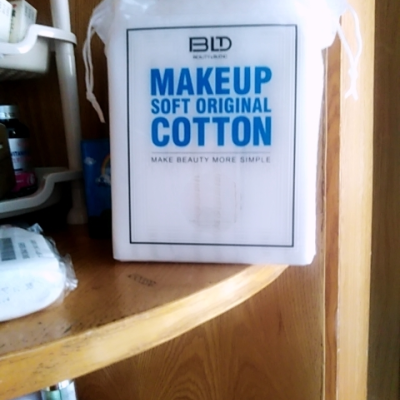 BLD
MAKEUP
SOFT ORIGINAL
COTTON
MAKE BEAUTY MORE SIMPLE